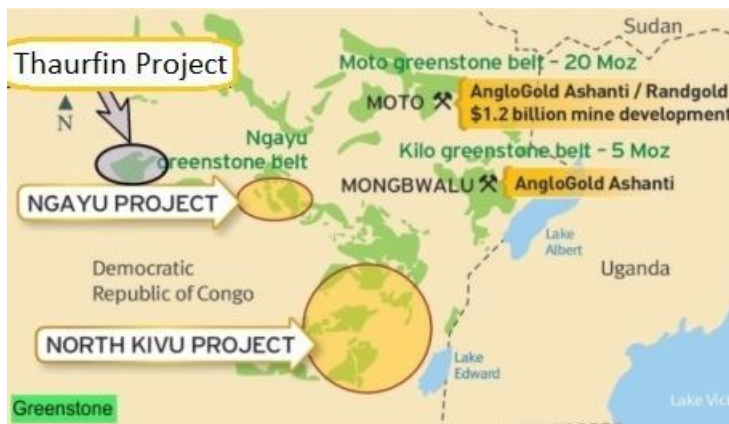 Sudan
Thaurfin Project
Moto greenstone belt – 20 Moz
MOTO
AngloGold Ashanti / Randgold
$1.2 billion mine development
N
Ngayu
greenstone belt
Kilo greenstone belt – 5 Moz
MONGBWALU
AngloGold Ashanti
NGAYU PROJECT
Lake
Albert
Democratic
Republic of Congo
Uganda
NORTH KIVU PROJECT
Lake
Edward
Lake Vic
Greenstone